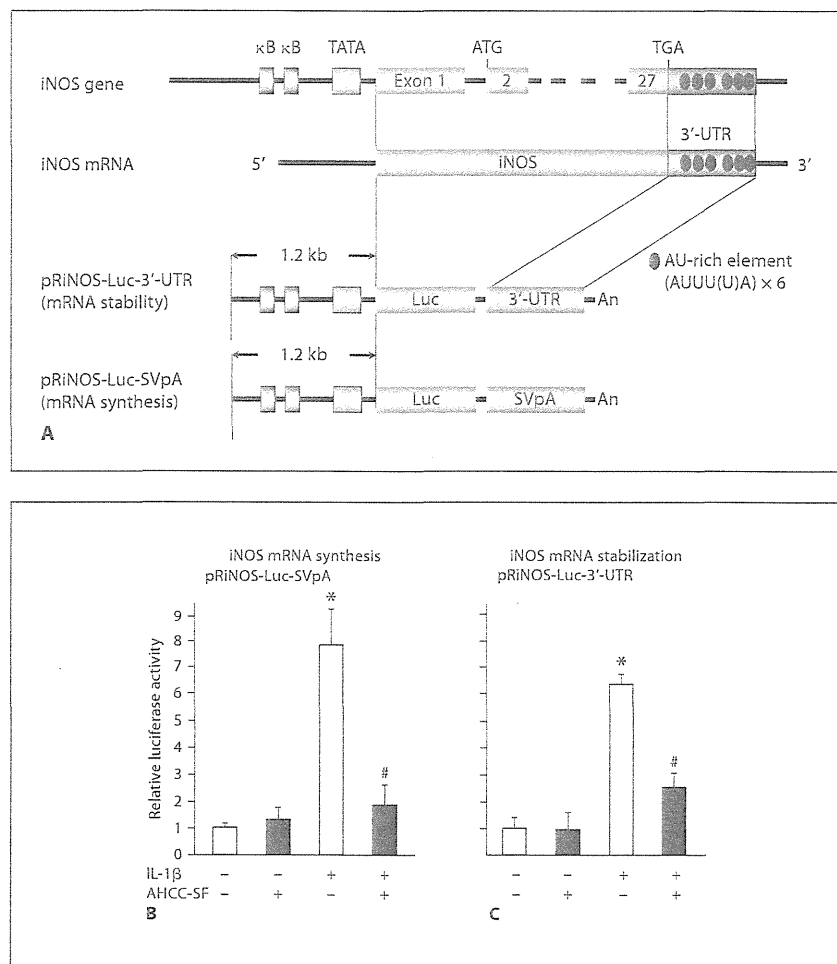 κB κB TATA ATG TGA
iNOS gene Exon 1 2 27
3′-UTR
iNOS mRNA 5′ iNOS 3′
1.2 kb
pRiNOS-Luc-3′-UTR
(mRNA stability)
Luc 3′-UTR An
AU-rich element
(AUUU(U)A) × 6
1.2 kb
pRiNOS-Luc-SVpA
(mRNA synthesis)
Luc SVpA An
A
iNOS mRNA synthesis
pRiNOS-Luc-SVpA
Relative luciferase activity
9
8
7
6
5
4
3
2
1
*
#
IL-1β – – + +
AHCC-SF – + – +
B
iNOS mRNA stabilization
pRiNOS-Luc-3′-UTR
*
#
– – + +
– + – +
C